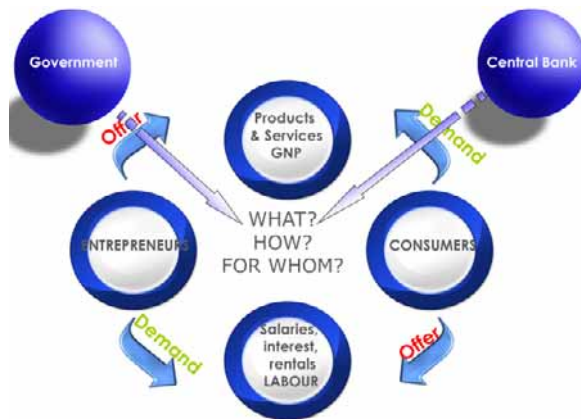 Government
Central Bank
Offer
Products
& Services
GNP
Demand
WHAT?
HOW?
FOR WHOM?
ENTREPRENEURS
CONSUMERS
Demand
Salaries,
interest,
rentals
LABOUR
Offer